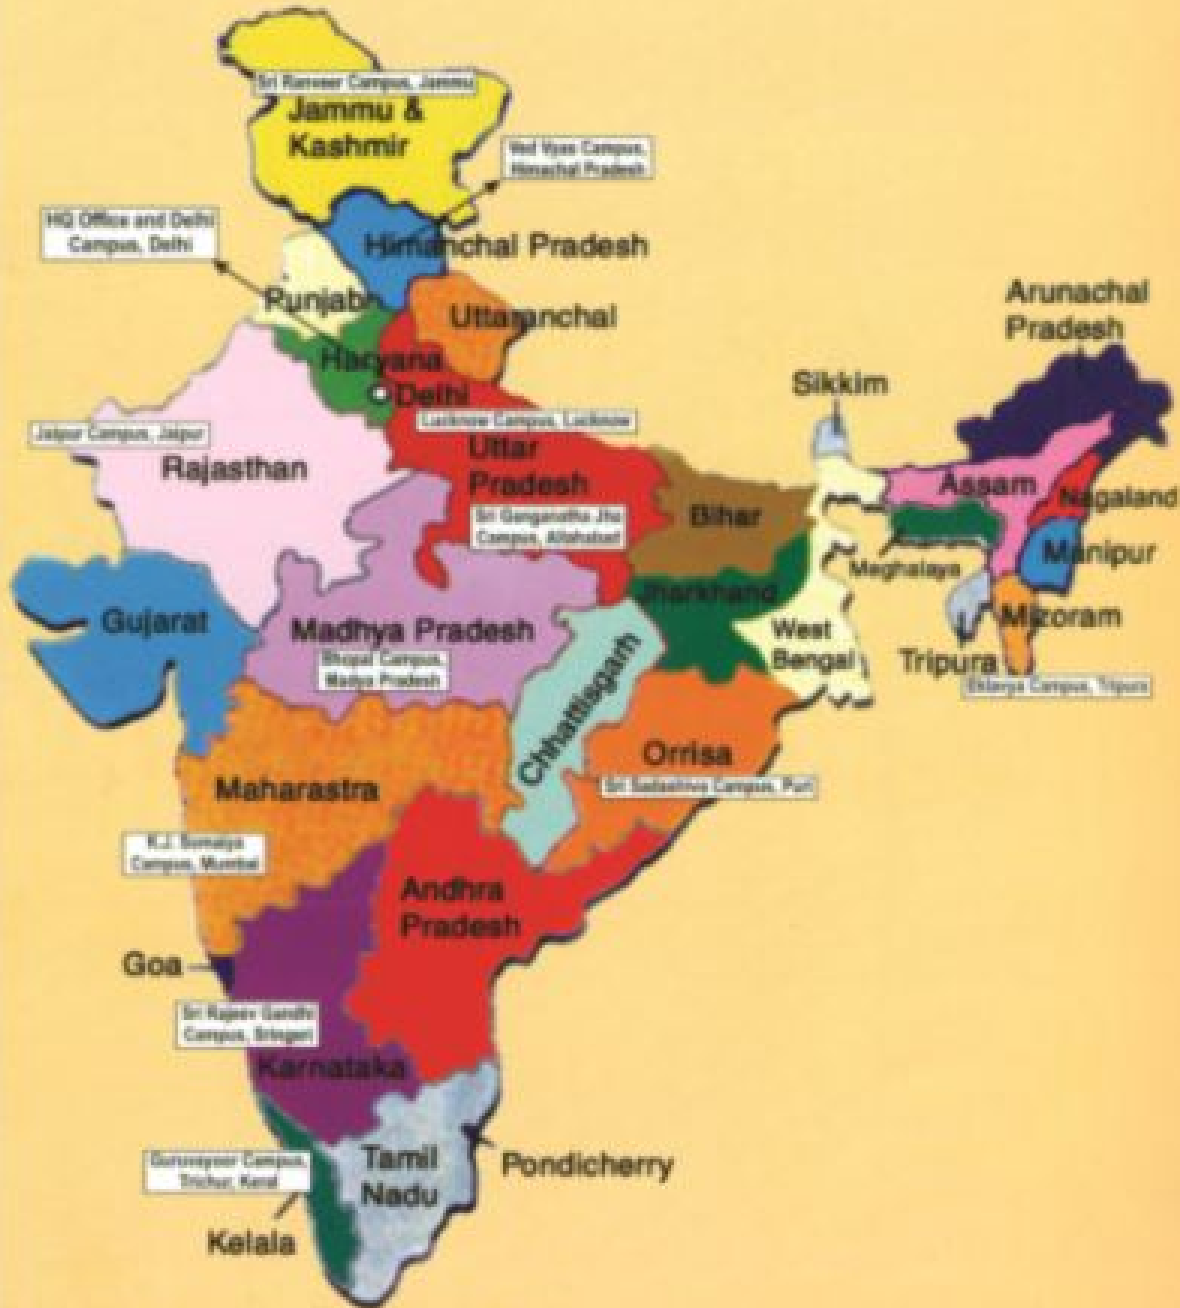 Sri Ranveer Campus, Jammu
Jammu &
Kashmir
Ved Vyas Campus,
Himachal Pradesh
HQ Office and Delhi
Campus, Delhi
Himanchal Pradesh
Punjabh
Uttaranchal
Haryana
Delhi
Arunachal
Pradesh
Sikkim
Lucknow Campus, Lucknow
Jaipur Campus, Jaipur
Rajasthan
Uttar
Pradesh
Sri Ganganatha Jha
Campus, Allahabad
Bihar
Assam
Nagaland
Manipur
Meghalaya
Jharkhand
Mizoram
Gujarat
Madhya Pradesh
Bhopal Campus,
Madya Pradesh
West
Bengal
Tripura
Eklavya Campus, Tripura
Chhattisgarh
Orrisa
Sri Sadashiva Campus, Puri
Maharastra
K.J. Somaiya
Campus, Mumbai
Andhra
Pradesh
Goa
Sri Rajeev Gandhi
Campus, Sringeri
Karnataka
Guruvayoor Campus,
Trichur, Keral
Tamil
Nadu
Pondicherry
Kelala